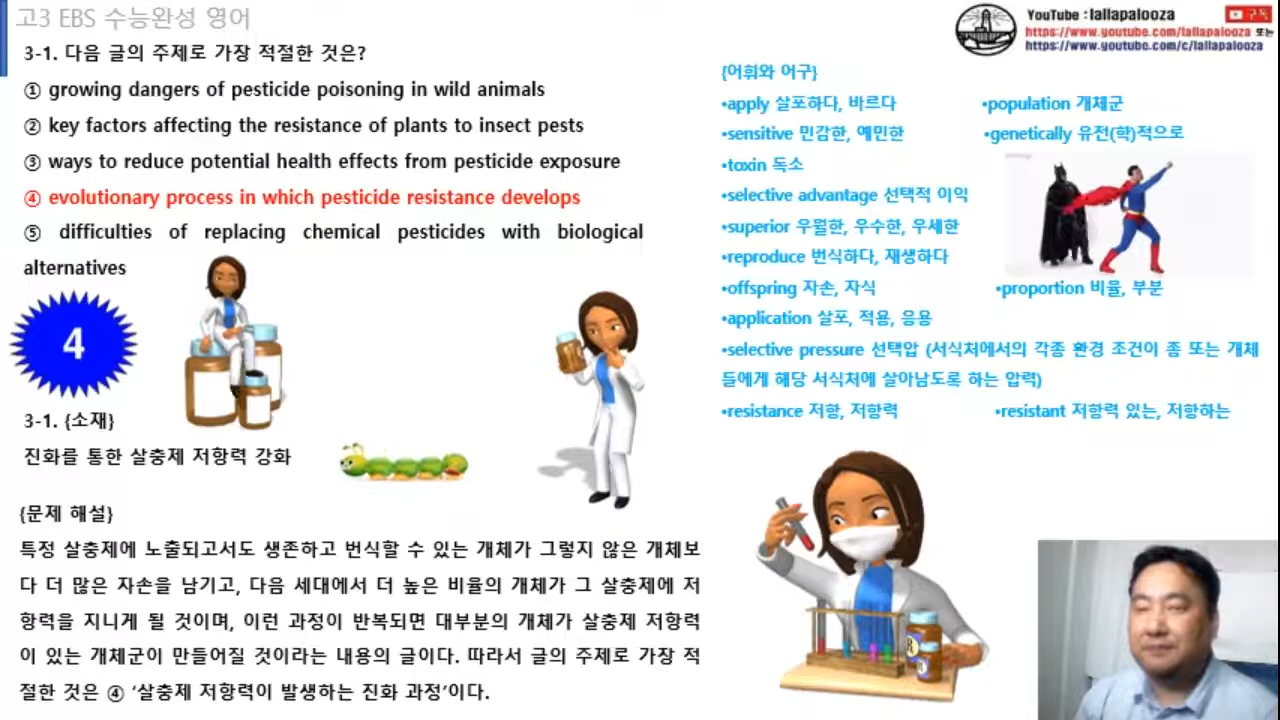 고3 EBS 수능완성 영어
3-1. 다음 글의 주제로 가장 적절한 것은?
① growing dangers of pesticide poisoning in wild animals
② key factors affecting the resistance of plants to insect pests
③ ways to reduce potential health effects from pesticide exposure
④ evolutionary process in which pesticide resistance develops
⑤ difficulties of replacing chemical pesticides with biological
alternatives
4
3-1. {소재}
진화를 통한 살충제 저항력 강화
{문제 해설}
특정 살충제에 노출되고서도 생존하고 번식할 수 있는 개체가 그렇지 않은 개체보
다 더 많은 자손을 남기고, 다음 세대에서 더 높은 비율의 개체가 그 살충제에 저
항력을 지니게 될 것이며, 이런 과정이 반복되면 대부분의 개체가 살충제 저항력
이 있는 개체군이 만들어질 것이라는 내용의 글이다. 따라서 글의 주제로 가장 적
절한 것은 ④ ‘살충제 저항력이 발생하는 진화 과정’이다.
YouTube : lallapalooza 구독
https://www.youtube.com/lallapalooza 또는
https://www.youtube.com/c/lallapalooza
{어휘와 어구}
•apply 살포하다, 바르다 •population 개체군
•sensitive 민감한, 예민한 •genetically 유전(학)적으로
•toxin 독소
•selective advantage 선택적 이익
•superior 우월한, 우수한, 우세한
•reproduce 번식하다, 재생하다
•offspring 자손, 자식 •proportion 비율, 부분
•application 살포, 적용, 응용
•selective pressure 선택압 (서식처에서의 각종 환경 조건이 좀 또는 개체
들에게 해당 서식처에 살아남도록 하는 압력)
•resistance 저항, 저항력 •resistant 저항력 있는, 저항하는